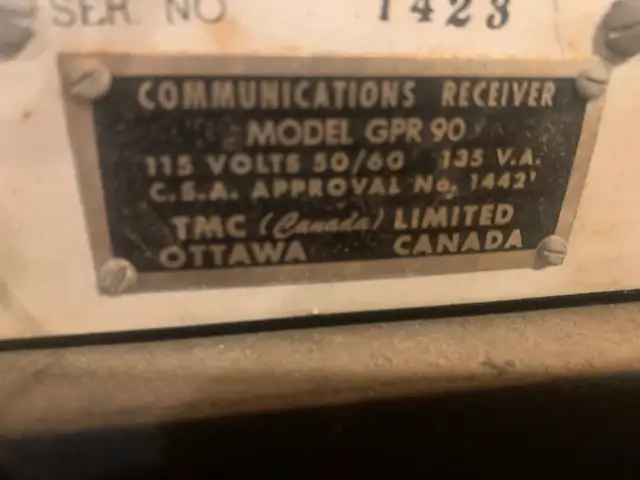 SER NO 1423
COMMUNICATIONS RECEIVER
MODEL GPR 90
115 VOLTS 50/60 135 V.A.
C.S.A. APPROVAL No. 14421
TMC (Canada) LIMITED
OTTAWA CANADA